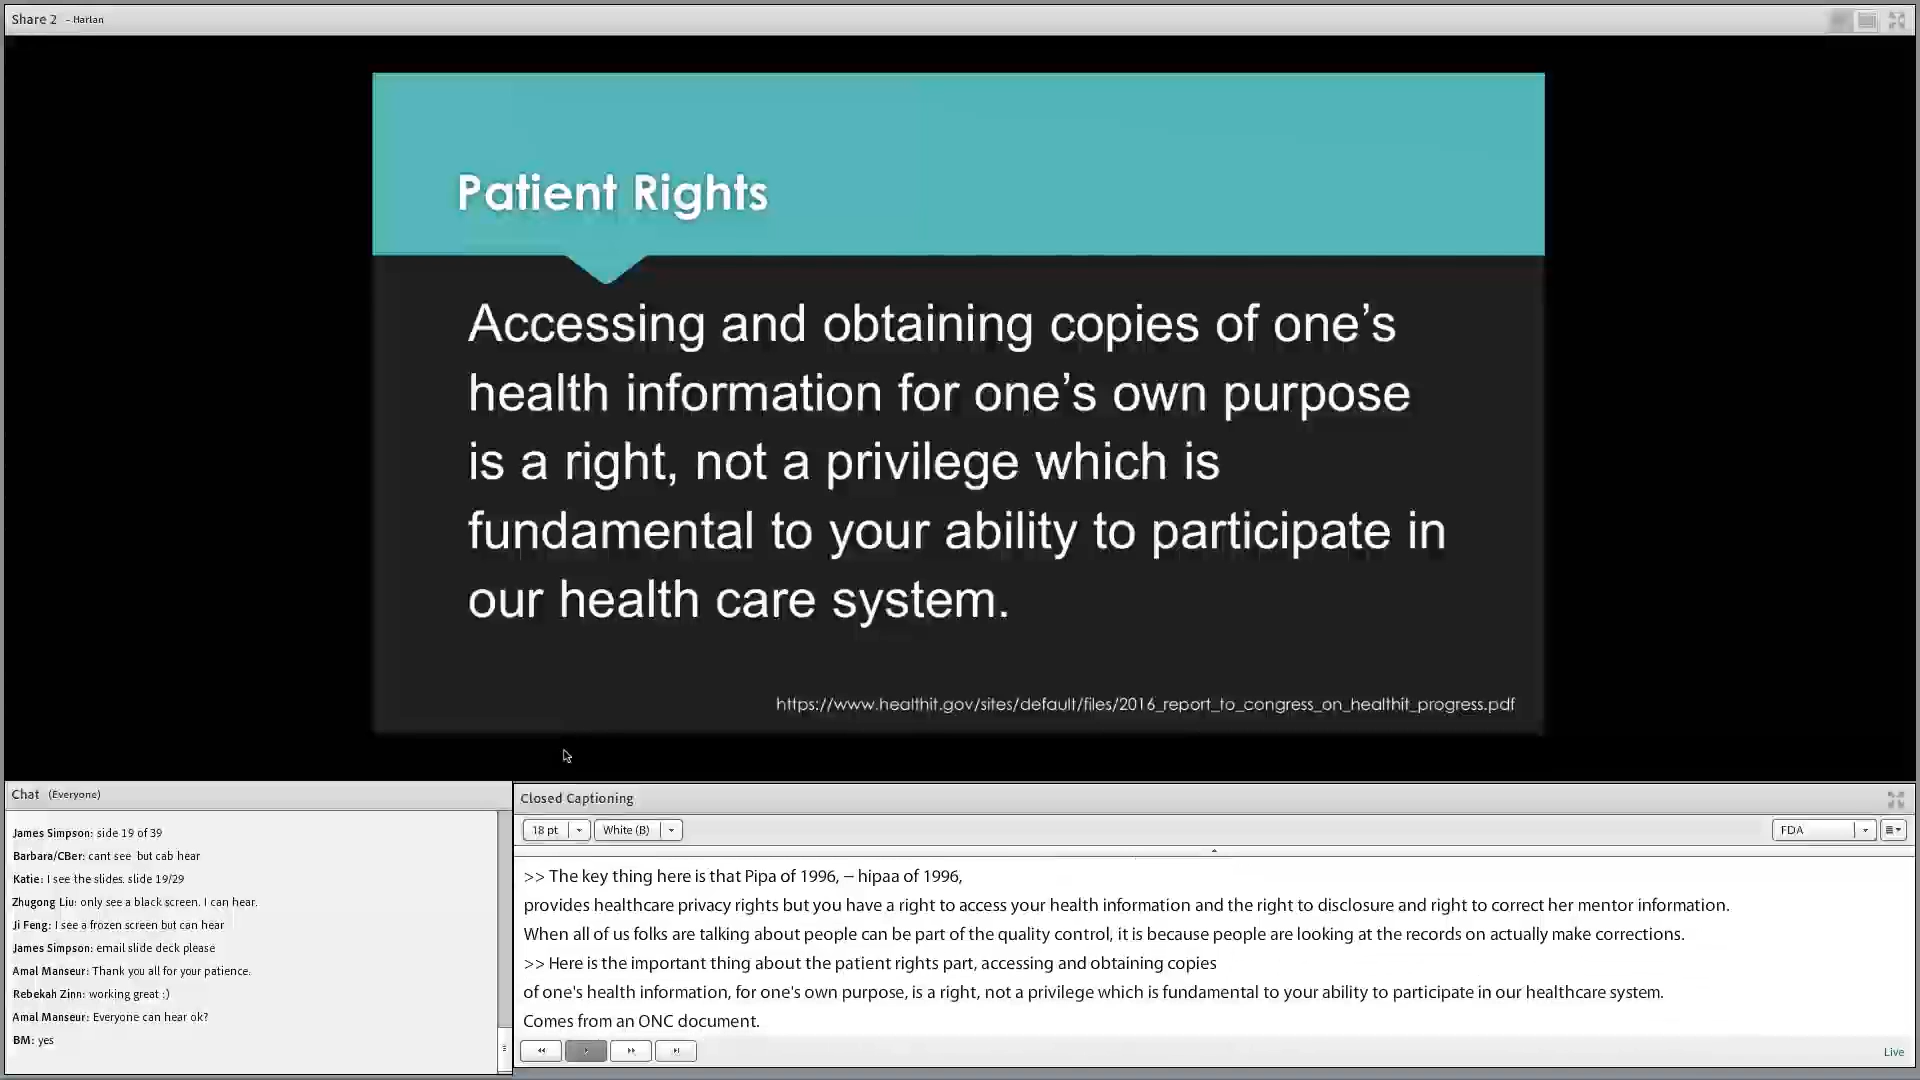 Share 2 - Harlan
Patient Rights
Accessing and obtaining copies of one’s
health information for one’s own purpose
is a right, not a privilege which is
fundamental to your ability to participate in
our health care system.
https://www.healthit.gov/sites/default/files/2016_report_to_congress_on_healthit_progress.pdf
Chat (Everyone)
James Simpson: side 19 of 39
Barbara/CBer: cant see but cab hear
Katie: I see the slides. slide 19/29
Zhugong Liu: only see a black screen. I can hear.
Ji Feng: I see a frozen screen but can hear
James Simpson: email slide deck please
Amal Manseur: Thank you all for your patience.
Rebekah Zinn: working great :)
Amal Manseur: Everyone can hear ok?
BM: yes
Closed Captioning
18 pt White (B) FDA
>> The key thing here is that Pipa of 1996, – hipaa of 1996,
provides healthcare privacy rights but you have a right to access your health information and the right to disclosure and right to correct her mentor information.
When all of us folks are talking about people can be part of the quality control, it is because people are looking at the records on actually make corrections.
>> Here is the important thing about the patient rights part, accessing and obtaining copies
of one's health information, for one's own purpose, is a right, not a privilege which is fundamental to your ability to participate in our healthcare system.
Comes from an ONC document.
Live